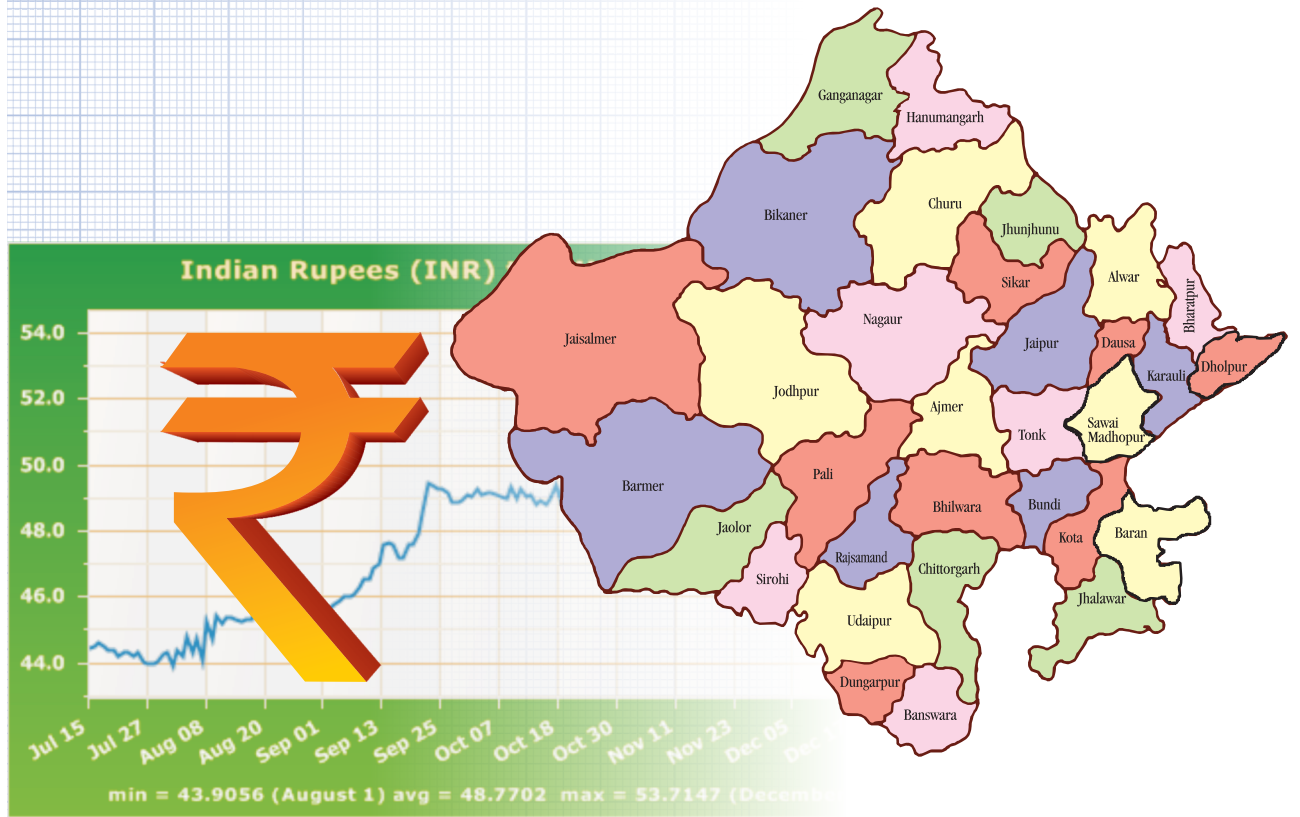 Indian Rupees (INR)
54.0
52.0
50.0
48.0
46.0
44.0
Jul 15
Jul 27
Aug 08
Aug 20
Sep 01
Sep 13
Sep 25
Oct 07
Oct 18
Oct 30
Nov 11
Nov 23
Dec 05
min = 43.9056 (August 1) avg = 48.7702 max = 53.7147
Ganganagar
Hanumangarh
Bikaner
Churu
Jhunjhunu
Sikar
Alwar
Bharatpur
Jaisalmer
Nagaur
Jaipur
Dausa
Karauli
Dholpur
Jodhpur
Ajmer
Tonk
Sawai
Madhopur
Barmer
Pali
Bhilwara
Bundi
Kota
Baran
Jaolor
Rajsamand
Chittorgarh
Sirohi
Jhalawar
Udaipur
Dungarpur
Banswara